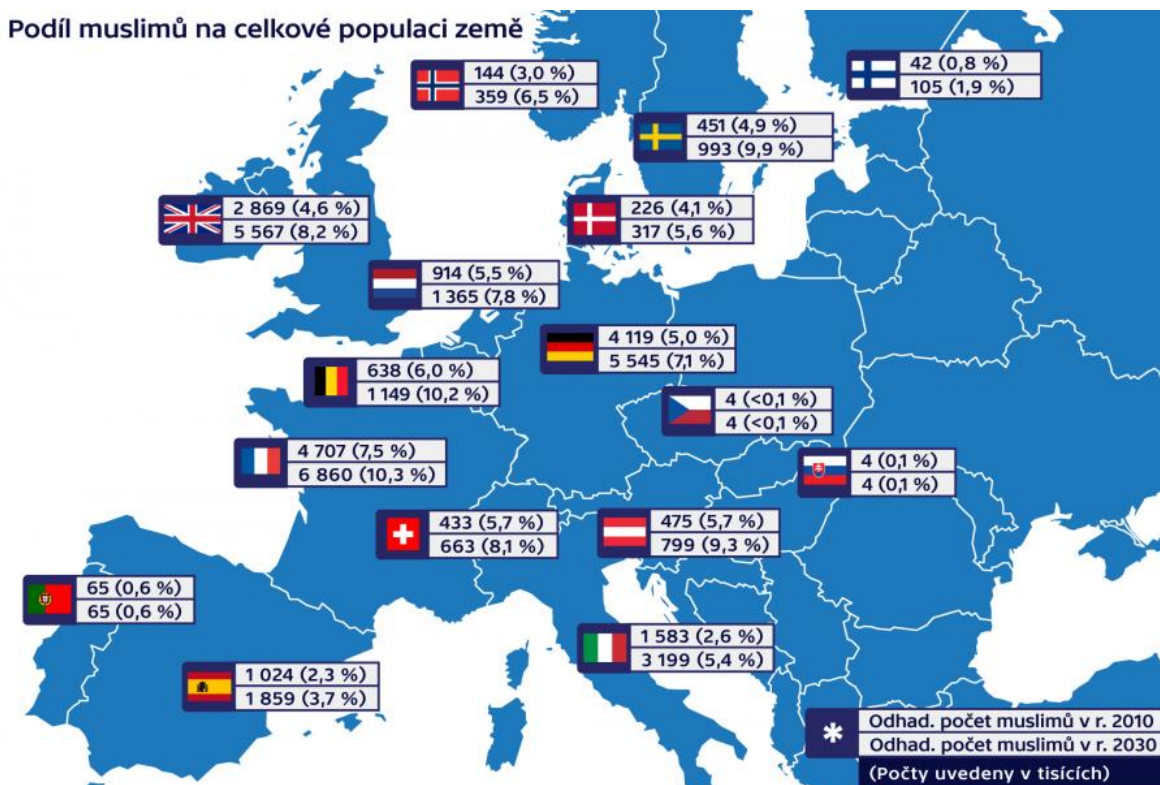 Podíl muslimů na celkové populaci země
144 (3,0 %)
359 (6,5 %)
42 (0,8 %)
105 (1,9 %)
451 (4,9 %)
993 (9,9 %)
2 869 (4,6 %)
5 567 (8,2 %)
226 (4,1 %)
317 (5,6 %)
914 (5,5 %)
1 365 (7,8 %)
4 119 (5,0 %)
5 545 (7,1 %)
638 (6,0 %)
1 149 (10,2 %)
4 (<0,1 %)
4 (<0,1 %)
4 707 (7,5 %)
6 860 (10,3 %)
4 (0,1 %)
4 (0,1 %)
433 (5,7 %)
663 (8,1 %)
475 (5,7 %)
799 (9,3 %)
65 (0,6 %)
65 (0,6 %)
1 583 (2,6 %)
3 199 (5,4 %)
1 024 (2,3 %)
1 859 (3,7 %)
* Odhad. počet muslimů v r. 2010
Odhad. počet muslimů v r. 2030
(Počty uvedeny v tisících)